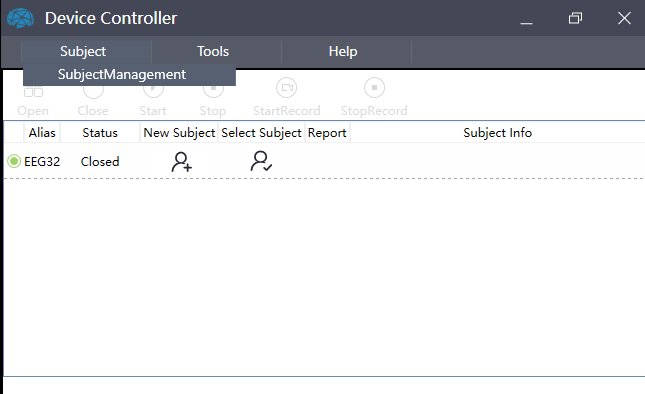 Device Controller
Subject Tools Help
SubjectManagement
Open Close Start Stop StartRecord StopRecord
Alias Status New Subject Select Subject Report Subject Info
EEG32 Closed